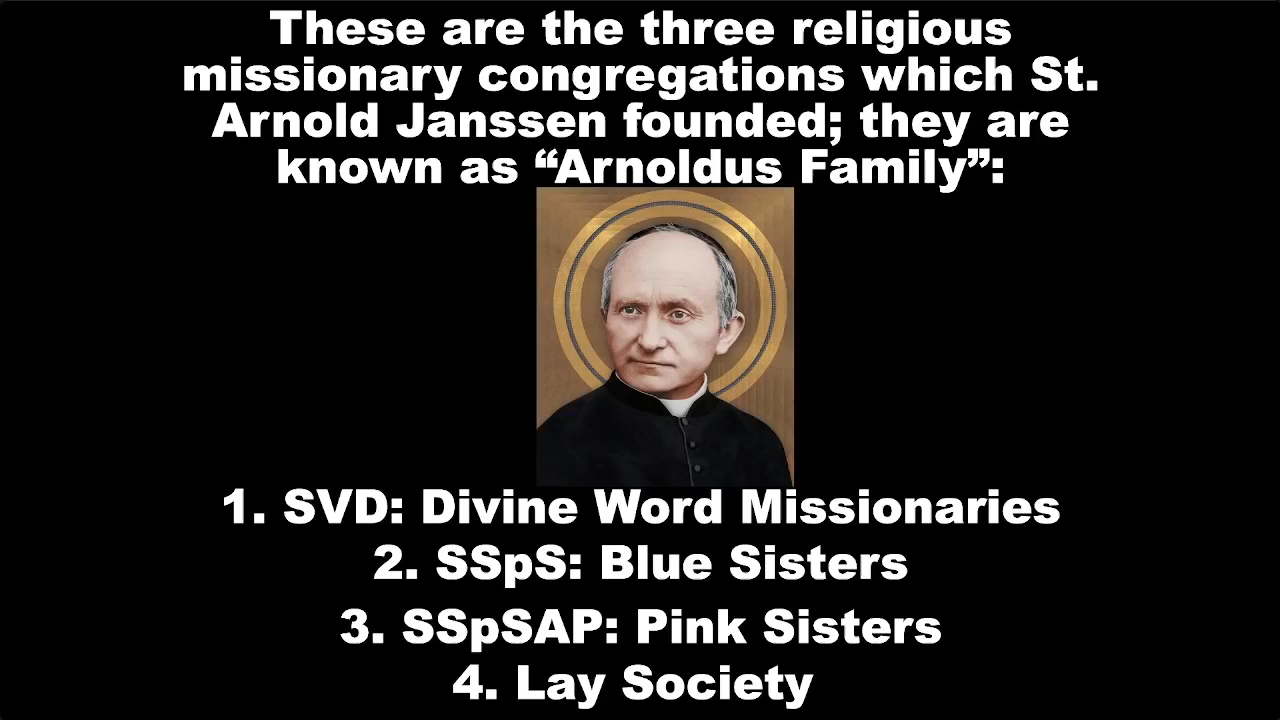 These are the three religious
missionary congregations which St.
Arnold Janssen founded; they are
known as “Arnoldus Family”:
1. SVD: Divine Word Missionaries
2. SSpS: Blue Sisters
3. SSpSAP: Pink Sisters
4. Lay Society